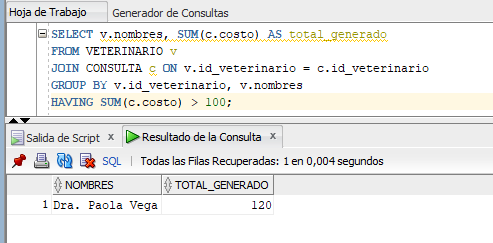 Hoja de Trabajo Generador de Consultas
SELECT v.nombres, SUM(c.costo) AS total_generado
FROM VETERINARIO v
JOIN CONSULTA c ON v.id_veterinario = c.id_veterinario
GROUP BY v.id_veterinario, v.nombres
HAVING SUM(c.costo) > 100;
Salida de Script x Resultado de la Consulta x
SQL | Todas las Filas Recuperadas: 1 en 0,004 segundos
NOMBRES TOTAL_GENERADO
1 Dra. Paola Vega 120